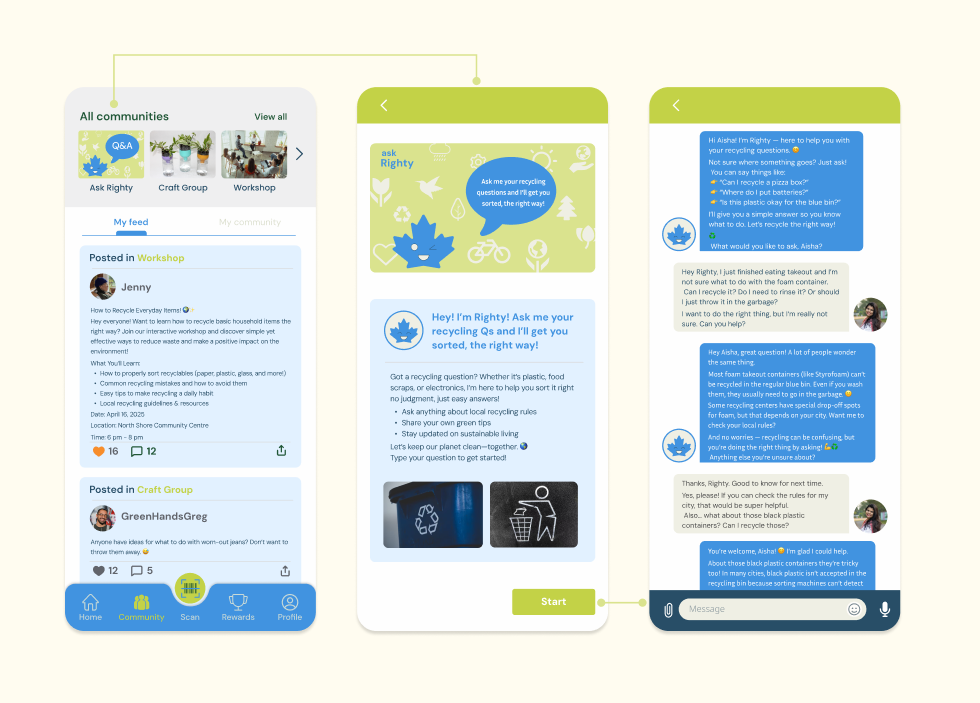 All communities
View all
Q&A
Ask Righty
Craft Group
Workshop
My feed
My community
Posted in Workshop
Jenny
How to Recycle Everyday Items! 🌎✨
Hey everyone! Want to learn how to recycle basic household items the
right way? Join our interactive workshop and discover simple yet
effective ways to reduce waste and make a positive impact on the
environment!
What You'll Learn:
• How to properly sort recyclables (paper, plastic, glass, and more!)
• Common recycling mistakes and how to avoid them
• Easy tips to make recycling a daily habit
• Local recycling guidelines & resources
Date: April 16, 2025
Location: North Shore Community Centre
Time: 6 pm - 8 pm
16
12
Posted in Craft Group
GreenHandsGreg
Anyone have ideas for what to do with worn-out jeans? Don't want to
throw them away. 😅
12
5
Home
Community
Scan
Rewards
Profile
ask
Righty
Ask me your recycling
questions and I'll get you
sorted, the right way!
Hey! I'm Righty! Ask me your
recycling Qs and I'll get you
sorted, the right way!
Got a recycling question? Whether it's plastic, food
scraps, or electronics, I'm here to help you sort it right
no judgment, just easy answers!
• Ask anything about local recycling rules
• Share your own green tips
• Stay updated on sustainable living
Let's keep our planet clean—together. 🌎
Type your question to get started!
Start
Hi Aisha! I'm Righty — here to help you with
your recycling questions. 😊
Not sure where something goes? Just ask!
You can say things like:
👉 "Can I recycle a pizza box?"
👉 "Where do I put batteries?"
👉 "Is this plastic okay for the blue bin?"
I'll give you a simple answer so you know
what to do. Let's recycle the right way!
♻️
What would you like to ask, Aisha?
Hey Righty, I just finished eating takeout and I'm
not sure what to do with the foam container.
Can I recycle it? Do I need to rinse it? Or should
I just throw it in the garbage?
I want to do the right thing, but I'm really not
sure. Can you help?
Hey Aisha, great question! A lot of people wonder
the same thing.
Most foam takeout containers (like Styrofoam) can't
be recycled in the regular blue bin. Even if you wash
them, they usually need to go in the garbage. 😕
Some recycling centers have special drop-off spots
for foam, but that depends on your city. Want me to
check your local rules?
And no worries — recycling can be confusing, but
you're doing the right thing by asking! 💪♻️
Anything else you're unsure about?
Thanks, Righty. Good to know for next time.
Yes, please! If you can check the rules for my
city, that would be super helpful.
Also... what about those black plastic
containers? Can I recycle those?
You're welcome, Aisha! 😊 I'm glad I could help.
About those black plastic containers they're tricky
too! In many cities, black plastic isn't accepted in the
recycling bin because sorting machines can't detect
Message